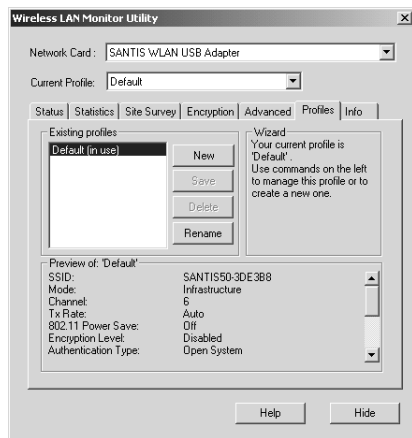 Wireless LAN Monitor Utility
Network Card : SANTIS WLAN USB Adapter
Current Profile: Default
Status Statistics Site Survey Encryption Advanced Profiles Info
Existing profiles
Default (in use)
New
Save
Delete
Rename
Wizard
Your current profile is
'Default' .
Use commands on the left
to manage this profile or to
create a new one.
Preview of: 'Default'
SSID: SANTIS50-3DE3B8
Mode: Infrastructure
Channel: 6
Tx Rate: Auto
802.11 Power Save: Off
Encryption Level: Disabled
Authentication Type: Open System
Help Hide